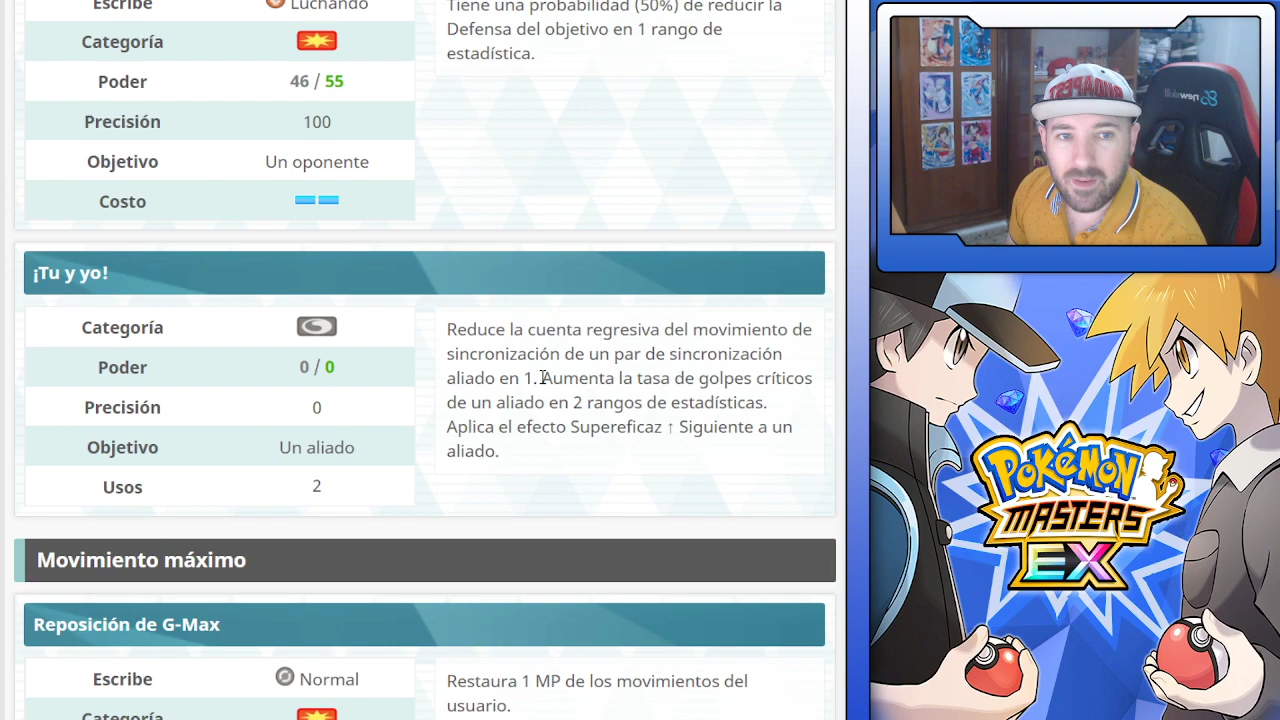 Escribe Luchando
Categoría
Poder 46 / 55
Precisión 100
Objetivo Un oponente
Costo
Tiene una probabilidad (50%) de reducir la
Defensa del objetivo en 1 rango de
estadística.
¡Tu y yo!
Categoría
Poder 0 / 0
Precisión 0
Objetivo Un aliado
Usos 2
Reduce la cuenta regresiva del movimiento de
sincronización de un par de sincronización
aliado en 1. Aumenta la tasa de golpes críticos
de un aliado en 2 rangos de estadísticas.
Aplica el efecto Supereficaz ↑ Siguiente a un
aliado.
Movimiento máximo
Reposición de G-Max
Escribe Normal
Categoría
Restaura 1 MP de los movimientos del
usuario.
BUDAPEST
newskill
POKéMON
MASTERS
EX